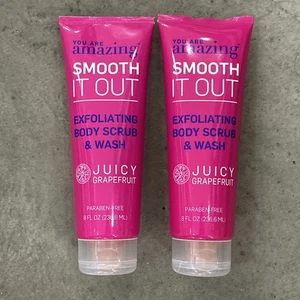 YOU ARE
amazing
SMOOTH
IT OUT
EXFOLIATING
BODY SCRUB
& WASH
JUICY
GRAPEFRUIT
PARABEN-FREE
8 FL OZ (236.6 ML)
YOU ARE
amazing
SMOOTH
IT OUT
EXFOLIATING
BODY SCRUB
& WASH
JUICY
GRAPEFRUIT
PARABEN-FREE
8 FL OZ (236.6 ML)